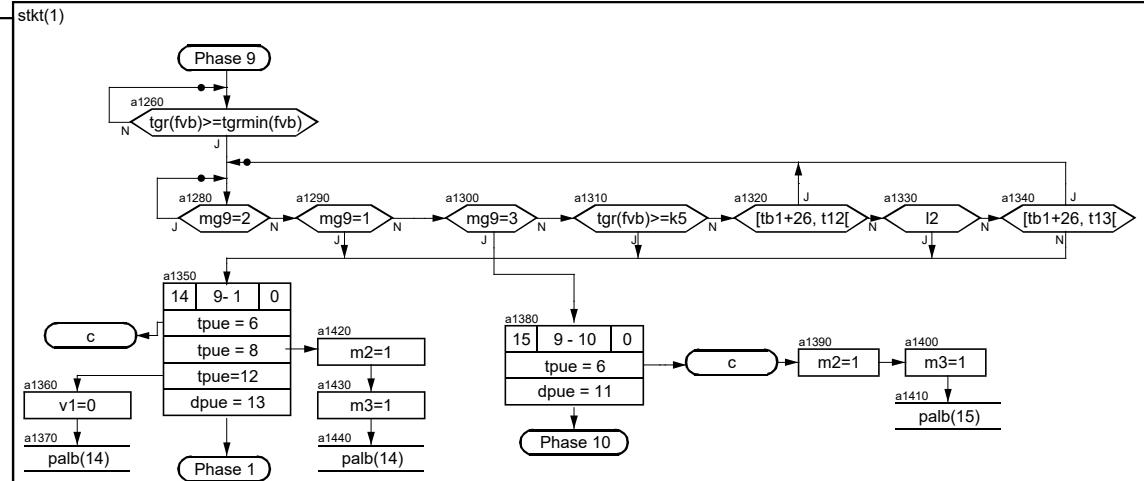 stkt(1)
Phase 9
a1260
tgr(fvb)>=tgrmin(fvb)
N
J
a1280
mg9=2
J
N
a1290
mg9=1
J
N
a1300
mg9=3
J
N
a1310
tgr(fvb)>=k5
J
N
a1320
[tb1+26, t12[
J
N
a1330
l2
J
N
a1340
[tb1+26, t13[
J
N
a1350
14 9- 1 0
tpue = 6
tpue = 8
tpue=12
dpue = 13
c
a1360
v1=0
a1370
palb(14)
Phase 1
a1420
m2=1
a1430
m3=1
a1440
palb(14)
a1380
15 9 - 10 0
tpue = 6
dpue = 11
Phase 10
c
a1390
m2=1
a1400
m3=1
a1410
palb(15)